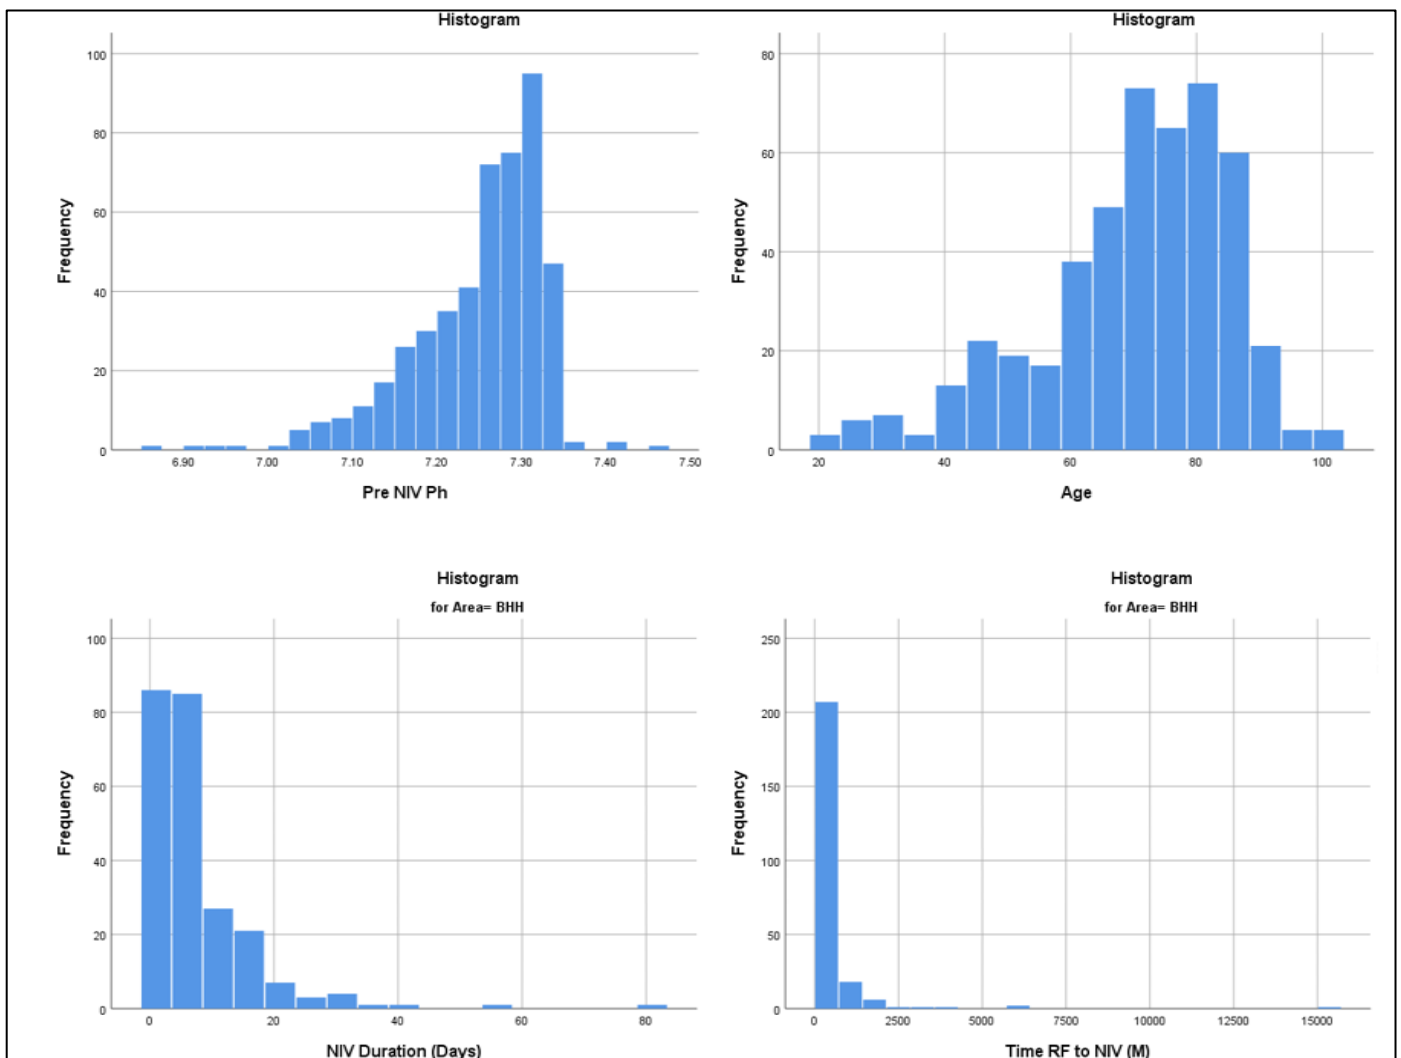 Histogram
100
80
60
40
20
0
Frequency
6.90 7.00 7.10 7.20 7.30 7.40 7.50
Pre NIV Ph
Histogram
80
60
40
20
0
Frequency
20 40 60 80 100
Age
Histogram
for Area= BHH
100
80
60
40
20
0
Frequency
0 20 40 60 80
NIV Duration (Days)
Histogram
for Area= BHH
250
200
150
100
50
0
Frequency
0 2500 5000 7500 10000 12500 15000
Time RF to NIV (M)